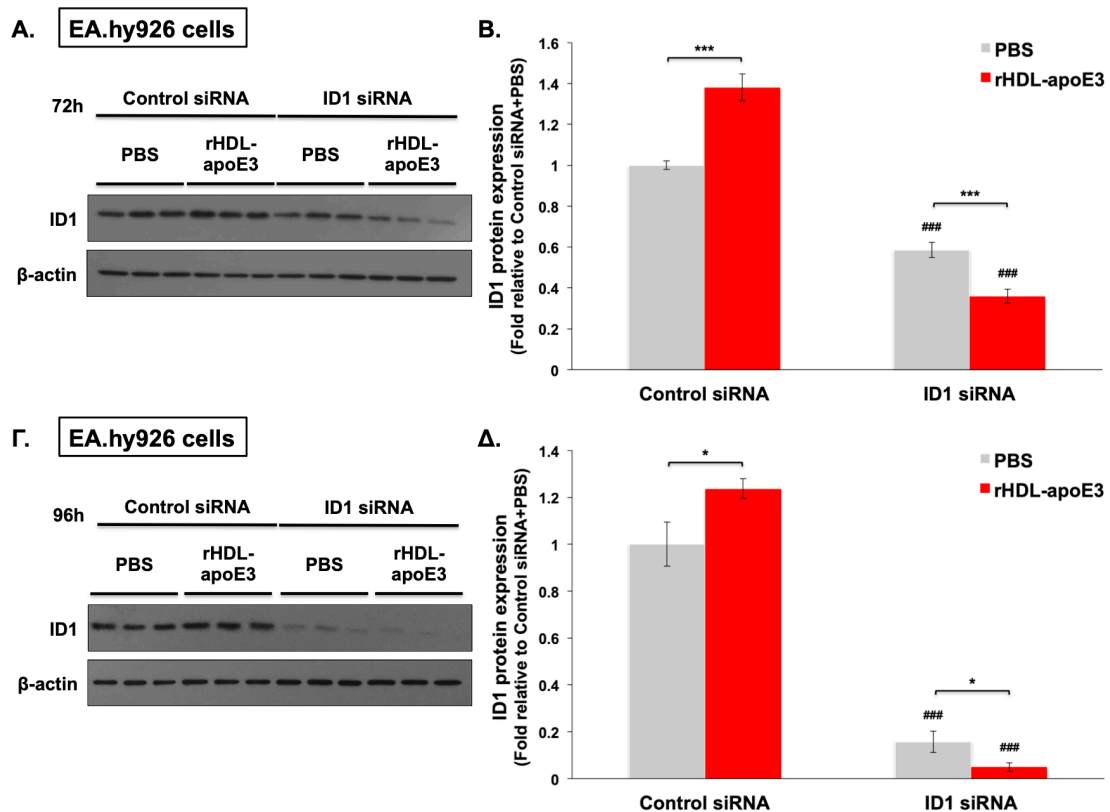 Α. EA.hy926 cells
72h Control siRNA ID1 siRNA
PBS rHDL-apoE3 PBS rHDL-apoE3
ID1
β-actin
Β.
ID1 protein expression
(Fold relative to Control siRNA+PBS)
1.6
1.4
1.2
1
0.8
0.6
0.4
0.2
0
***
***
###
###
PBS
rHDL-apoE3
Control siRNA ID1 siRNA
Γ. EA.hy926 cells
96h Control siRNA ID1 siRNA
PBS rHDL-apoE3 PBS rHDL-apoE3
ID1
β-actin
Δ.
ID1 protein expression
(Fold relative to Control siRNA+PBS)
1.4
1.2
1
0.8
0.6
0.4
0.2
0
*
*
###
###
PBS
rHDL-apoE3
Control siRNA ID1 siRNA